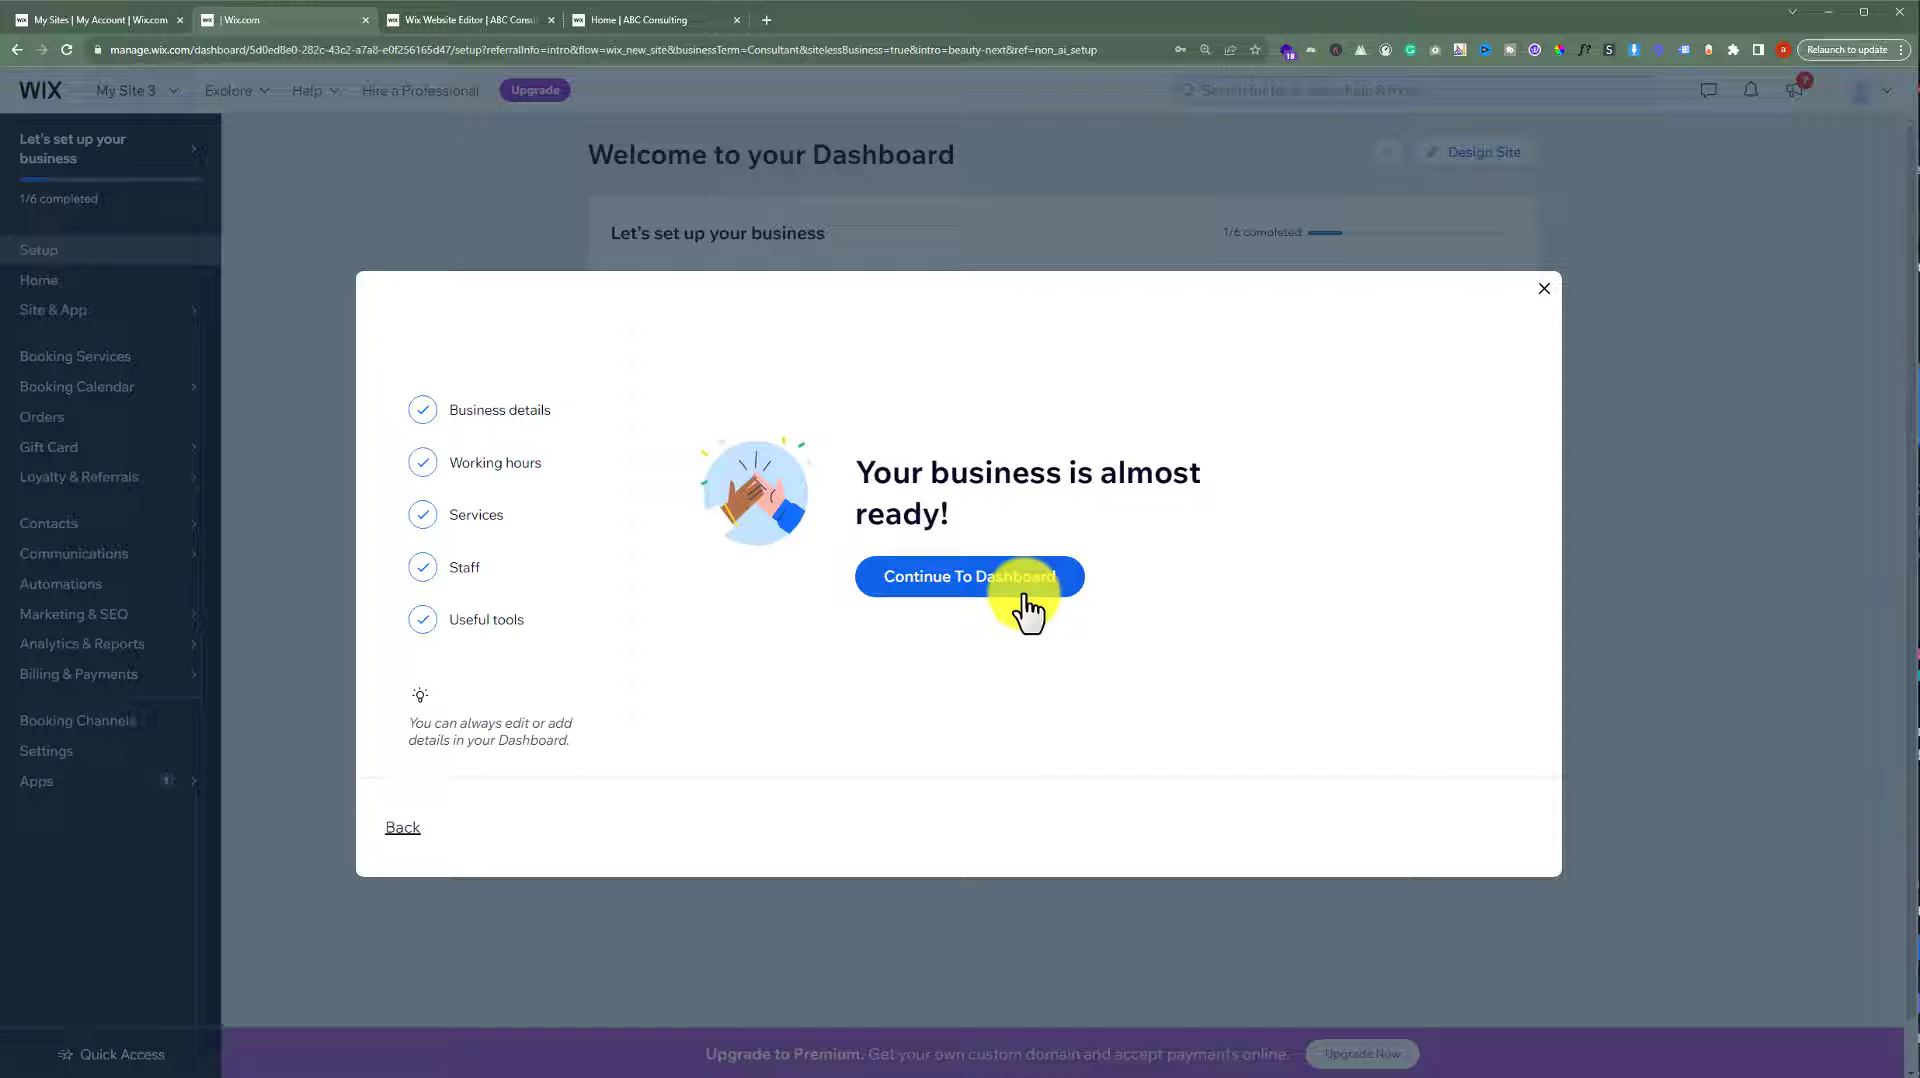 My Sites | My Account | Wix.com
| Wix.com
Wix Website Editor | ABC Consu
Home | ABC Consulting
manage.wix.com/dashboard/5d0ed8e0-282c-43c2-a7a8-e0f256165d47/setup?referralInfo=intro&flow=wix_new_site&businessTerm=Consultant&sitelessBusiness=true&intro=beauty-next&ref=non_ai_setup
18
Relaunch to update
WIX
My Site 3
Explore
Help
Hire a Professional
Upgrade
Let's set up your
business
1/6 completed
Setup
Home
Site & App
Booking Services
Booking Calendar
Orders
Gift Card
Loyalty & Referrals
Contacts
Communications
Automations
Marketing & SEO
Analytics & Reports
Billing & Payments
Booking Channels
Settings
Apps
1
Quick Access
Welcome to your Dashboard
Design Site
Let's set up your business
1/6 completed
Business details
Working hours
Services
Staff
Useful tools
You can always edit or add
details in your Dashboard.
Your business is almost
ready!
Continue To Dashboard
Back
Upgrade to Premium. Get your own custom domain and accept payments online.
Upgrade Now